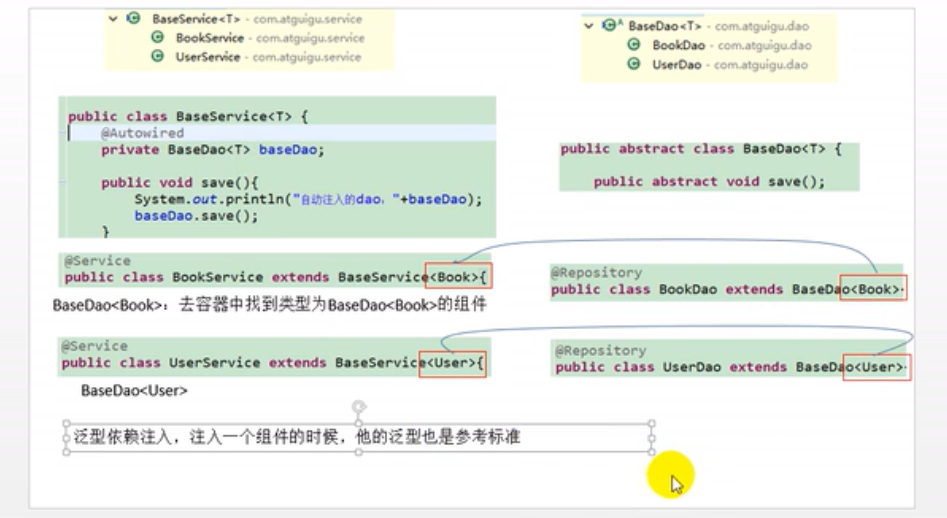 BaseService<T> - com.atguigu.service
BookService - com.atguigu.service
UserService - com.atguigu.service
BaseDao<T> - com.atguigu.dao
BookDao - com.atguigu.dao
UserDao - com.atguigu.dao
public class BaseService<T> {
@Autowired
private BaseDao<T> baseDao;
public void save(){
System.out.println("自动注入的dao："+baseDao);
baseDao.save();
}
public abstract class BaseDao<T> {
public abstract void save();
@Service
public class BookService extends BaseService<Book>{
@Repository
public class BookDao extends BaseDao<Book>
BaseDao<Book>：去容器中找到类型为BaseDao<Book>的组件
@Service
public class UserService extends BaseService<User>{
@Repository
public class UserDao extends BaseDao<User>
BaseDao<User>
泛型依赖注入，注入一个组件的时候，他的泛型也是参考标准